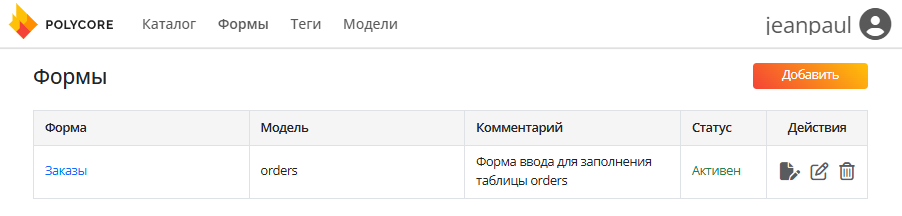 POLYCORE Каталог Формы Теги Модели jeanpaul
Формы Добавить
Форма Модель Комментарий Статус Действия
Заказы orders Форма ввода для заполнения Активен
таблицы orders